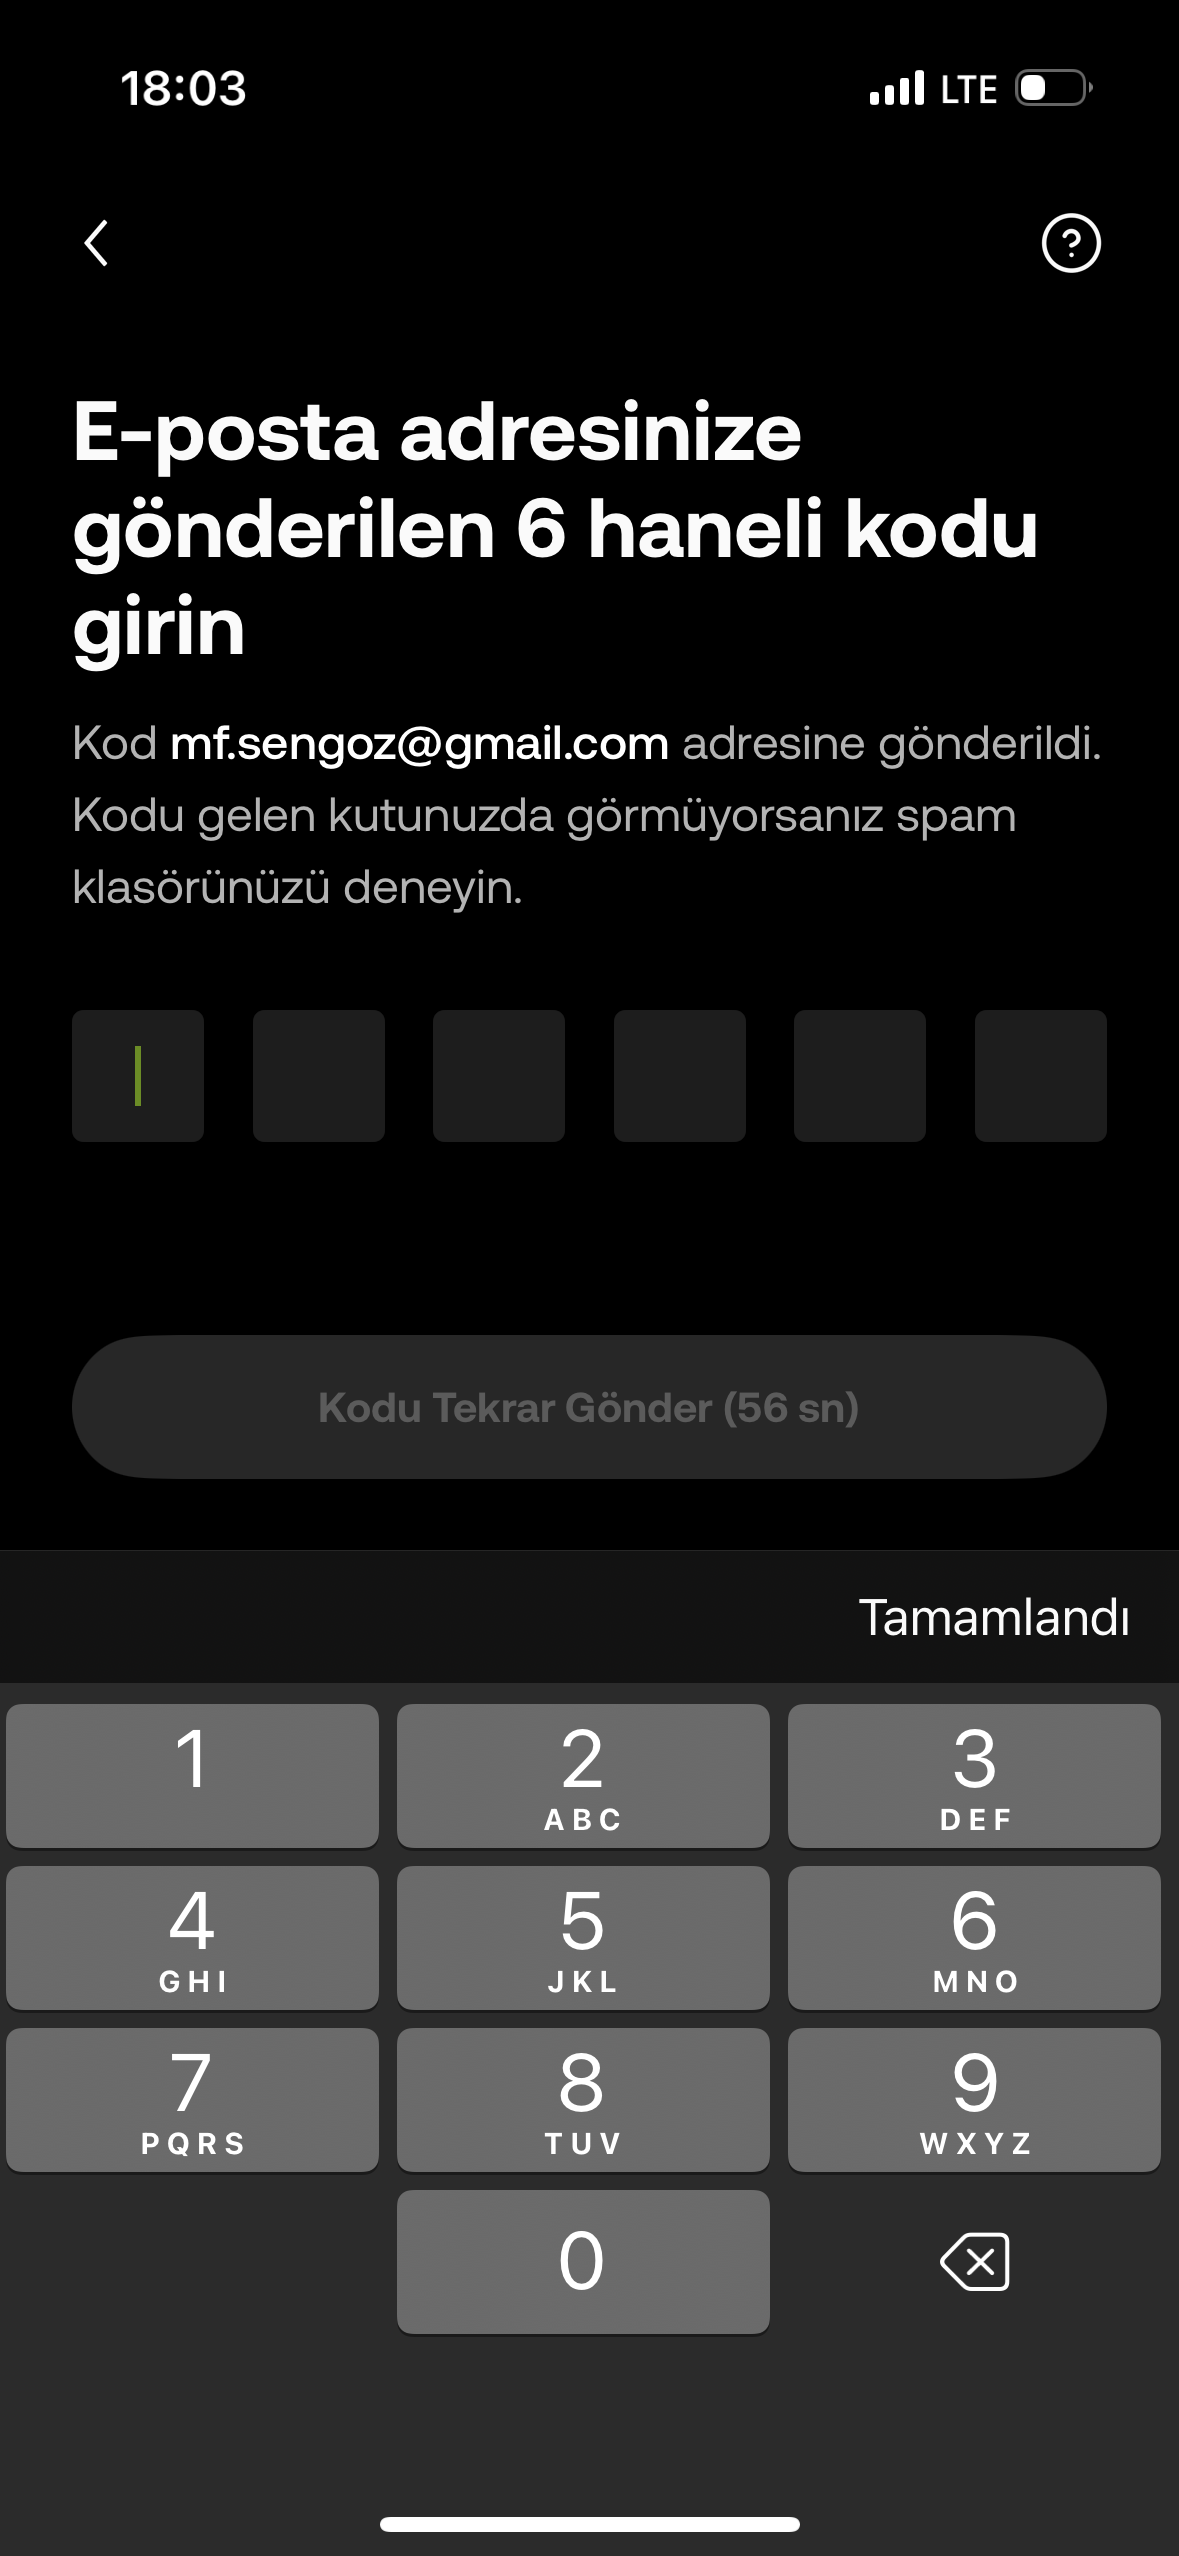 18:03
LTE
?
E-posta adresinize
gönderilen 6 haneli kodu
girin
Kod mf.sengoz@gmail.com adresine gönderildi.
Kodu gelen kutunuzda görmüyorsanız spam
klasörünüzü deneyin.
Kodu Tekrar Gönder (56 sn)
Tamamlandı
1 2 3
ABC DEF
4 5 6
GHI JKL MNO
7 8 9
PQRS TUV WXYZ
0